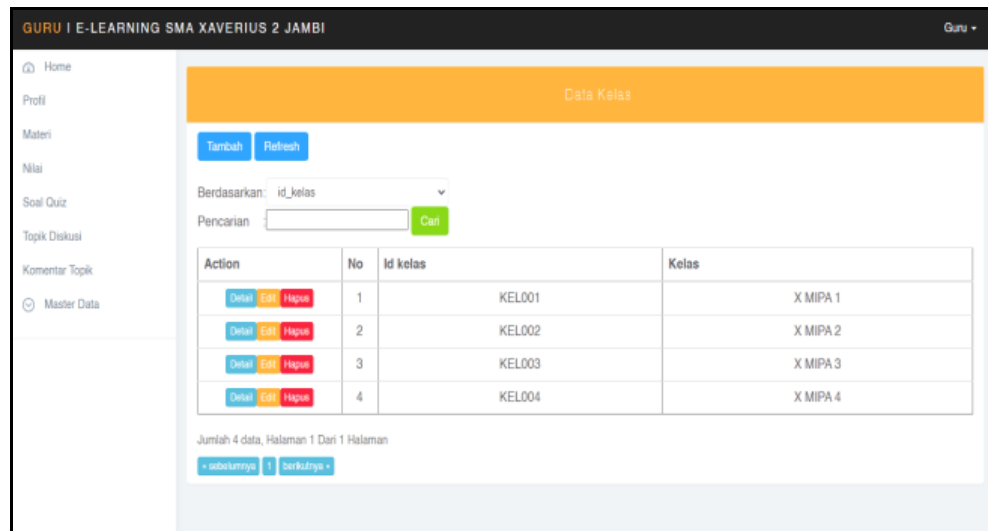 GURU I E-LEARNING SMA XAVERIUS 2 JAMBI
Guru
Home
Profil
Materi
Nilai
Soal Quiz
Topik Diskusi
Komentar Topik
Master Data
Data Kelas
Tambah Refresh
Berdasarkan: id_kelas
Pencarian : Cari
Action No Id kelas Kelas
Detail Edit Hapus 1 KEL001 X MIPA 1
Detail Edit Hapus 2 KEL002 X MIPA 2
Detail Edit Hapus 3 KEL003 X MIPA 3
Detail Edit Hapus 4 KEL004 X MIPA 4
Jumlah 4 data, Halaman 1 Dari 1 Halaman
« sebelumnya 1 berikutnya »